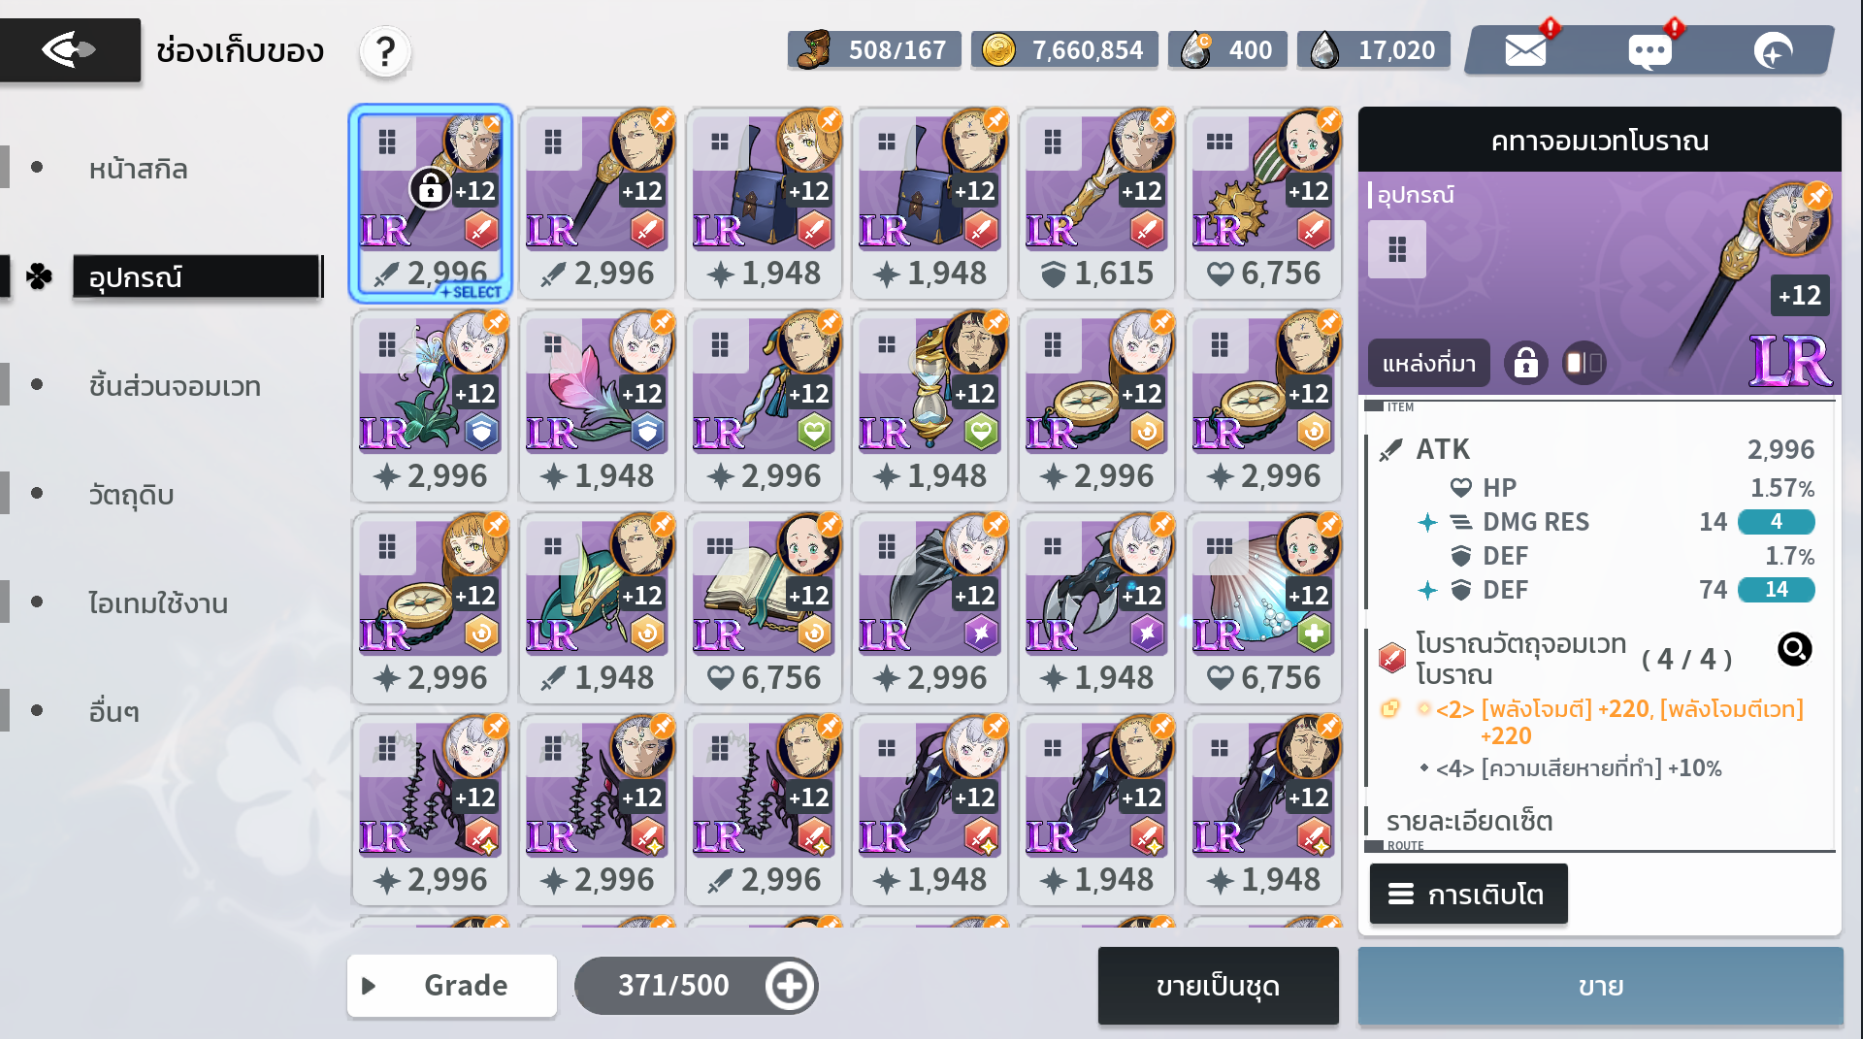 ช่องเก็บของ
?
508/167
7,660,854
400
17,020
หน้าสกิล
อุปกรณ์
ชิ้นส่วนจอมเวท
วัตถุดิบ
ไอเทมใช้งาน
อื่นๆ
+12 +12 +12 +12 +12 +12
LR LR LR LR LR LR
2,996 2,996 1,948 1,948 1,615 6,756
SELECT
+12 +12 +12 +12 +12 +12
LR LR LR LR LR LR
2,996 1,948 2,996 1,948 2,996 2,996
+12 +12 +12 +12 +12 +12
LR LR LR LR LR LR
2,996 1,948 6,756 2,996 1,948 6,756
+12 +12 +12 +12 +12 +12
LR LR LR LR LR LR
2,996 2,996 2,996 1,948 1,948 1,948
Grade
371/500
ขายเป็นชุด
คทาจอมเวทโบราณ
อุปกรณ์
+12
แหล่งที่มา
LR
ITEM
ATK 2,996
HP 1.57%
DMG RES 14 4
DEF 1.7%
DEF 74 14
โบราณวัตถุจอมเวท
โบราณ
( 4 / 4 )
<2> [พลังโจมตี] +220, [พลังโจมตีเวท]
+220
<4> [ความเสียหายที่ทำ] +10%
รายละเอียดเซ็ต
ROUTE
การเติบโต
ขาย